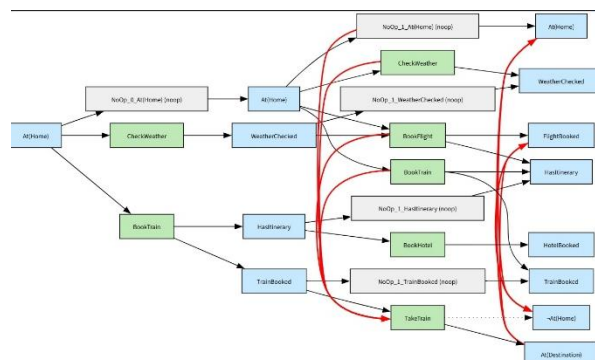 At(Home)
NoOp_0_At(Home) (noop)
CheckWeather
BookTrain
At(Home)
WeatherChecked
HasItinerary
TrainBooked
NoOp_1_At(Home) (noop)
CheckWeather
NoOp_1_WeatherChecked (noop)
BookFlight
BookTrain
NoOp_1_HasItinerary (noop)
BookHotel
NoOp_1_TrainBooked (noop)
TakeTrain
At(Home)
WeatherChecked
FlightBooked
HasItinerary
HotelBooked
TrainBooked
¬At(Home)
At(Destination)